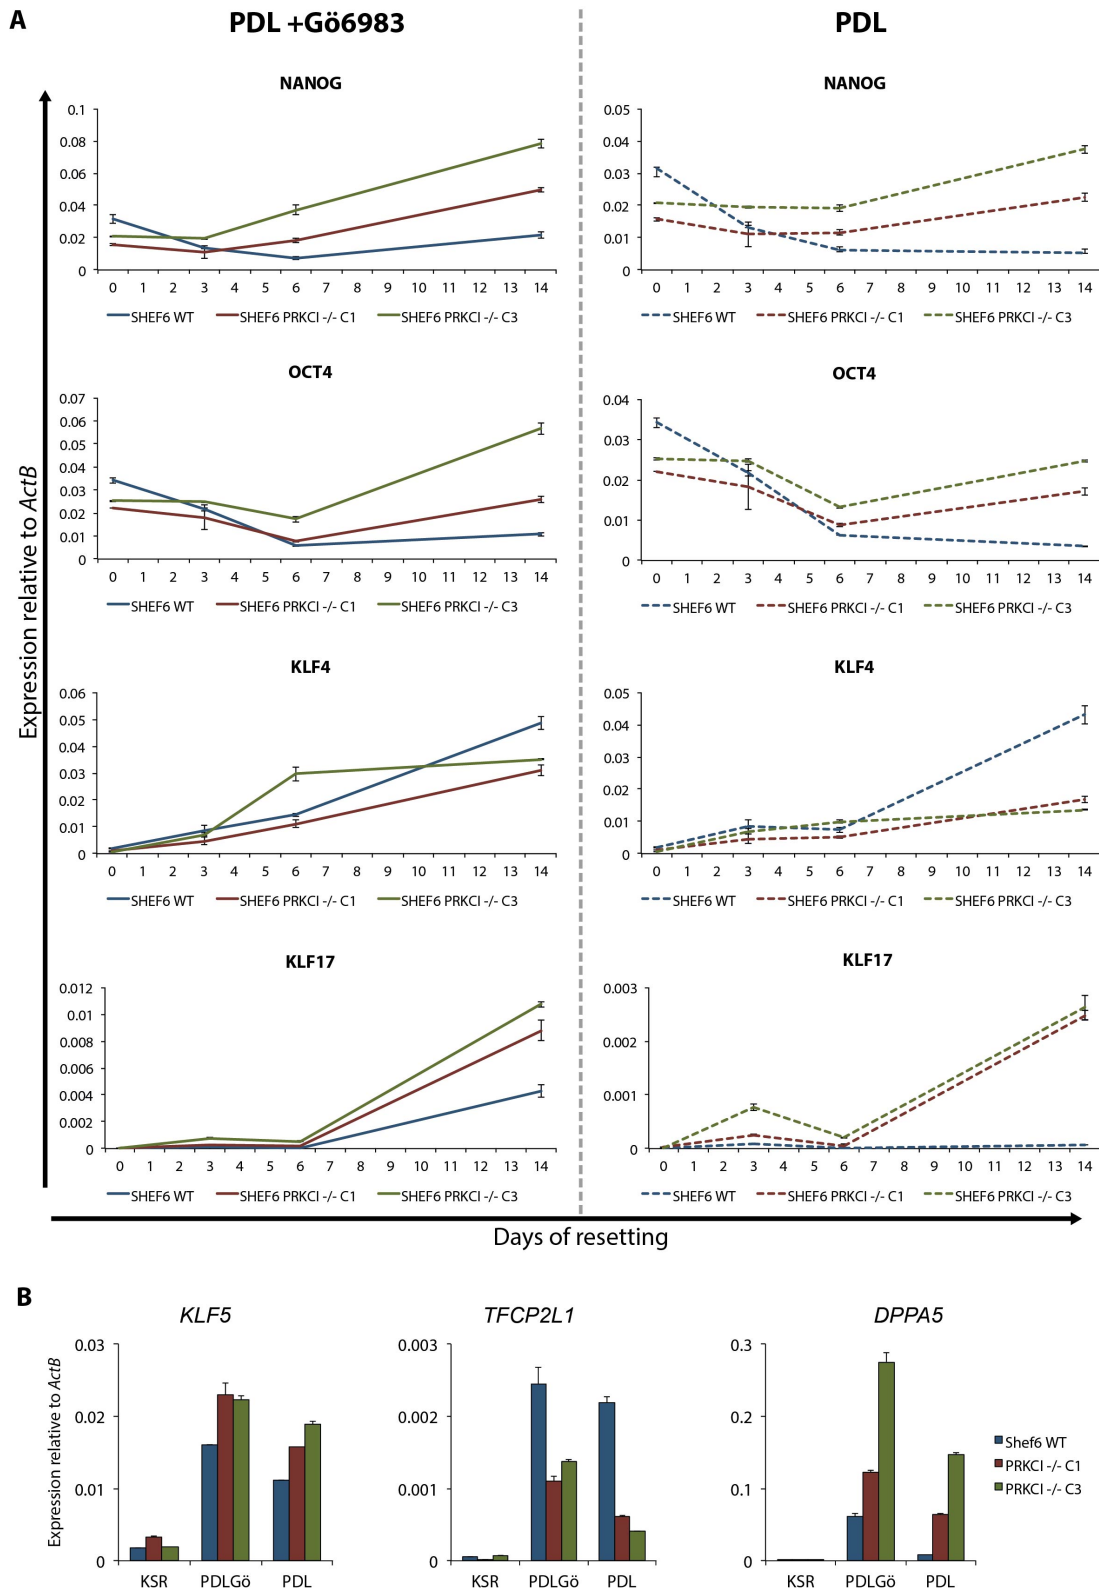 A
PDL +Gö6983
PDL
Expression relative to ActB
NANOG
0.1
0.08
0.06
0.04
0.02
0
0 1 2 3 4 5 6 7 8 9 10 11 12 13 14
SHEF6 WT SHEF6 PRKCI -/- C1 SHEF6 PRKCI -/- C3
NANOG
0.05
0.04
0.03
0.02
0.01
0
0 1 2 3 4 5 6 7 8 9 10 11 12 13 14
SHEF6 WT SHEF6 PRKCI -/- C1 SHEF6 PRKCI -/- C3
OCT4
0.07
0.06
0.05
0.04
0.03
0.02
0.01
0
0 1 2 3 4 5 6 7 8 9 10 11 12 13 14
SHEF6 WT SHEF6 PRKCI -/- C1 SHEF6 PRKCI -/- C3
OCT4
0.04
0.03
0.02
0.01
0
0 1 2 3 4 5 6 7 8 9 10 11 12 13 14
SHEF6 WT SHEF6 PRKCI -/- C1 SHEF6 PRKCI -/- C3
KLF4
0.06
0.05
0.04
0.03
0.02
0.01
0
0 1 2 3 4 5 6 7 8 9 10 11 12 13 14
SHEF6 WT SHEF6 PRKCI -/- C1 SHEF6 PRKCI -/- C3
KLF4
0.05
0.04
0.03
0.02
0.01
0
0 1 2 3 4 5 6 7 8 9 10 11 12 13 14
SHEF6 WT SHEF6 PRKCI -/- C1 SHEF6 PRKCI -/- C3
KLF17
0.012
0.01
0.006
0.006
0.004
0.002
0
0 1 2 3 4 5 6 7 8 9 10 11 12 13 14
SHEF6 WT SHEF6 PRKCI -/- C1 SHEF6 PRKCI -/- C3
KLF17
0.003
0.002
0.001
0
0 1 2 3 4 5 6 7 8 9 10 11 12 13 14
SHEF6 WT SHEF6 PRKCI -/- C1 SHEF6 PRKCI -/- C3
Days of resetting
B
Expression relative to ActB
KLF5
0.03
0.02
0.01
0
KSR PDLGö PDL
TFCP2L1
0.003
0.002
0.001
0
KSR PDLGö PDL
DPPA5
0.3
0.2
0.1
0
KSR PDLGö PDL
Shef6 WT
PRKCI -/- C1
PRKCI -/- C3